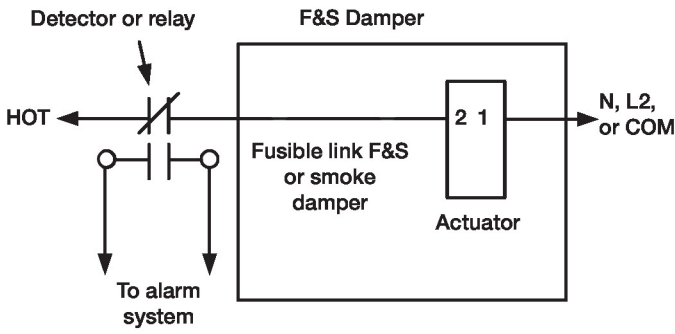 Detector or relay
F&S Damper
HOT
2 1
N, L2,
or COM
Fusible link F&S
or smoke
damper
Actuator
To alarm
system